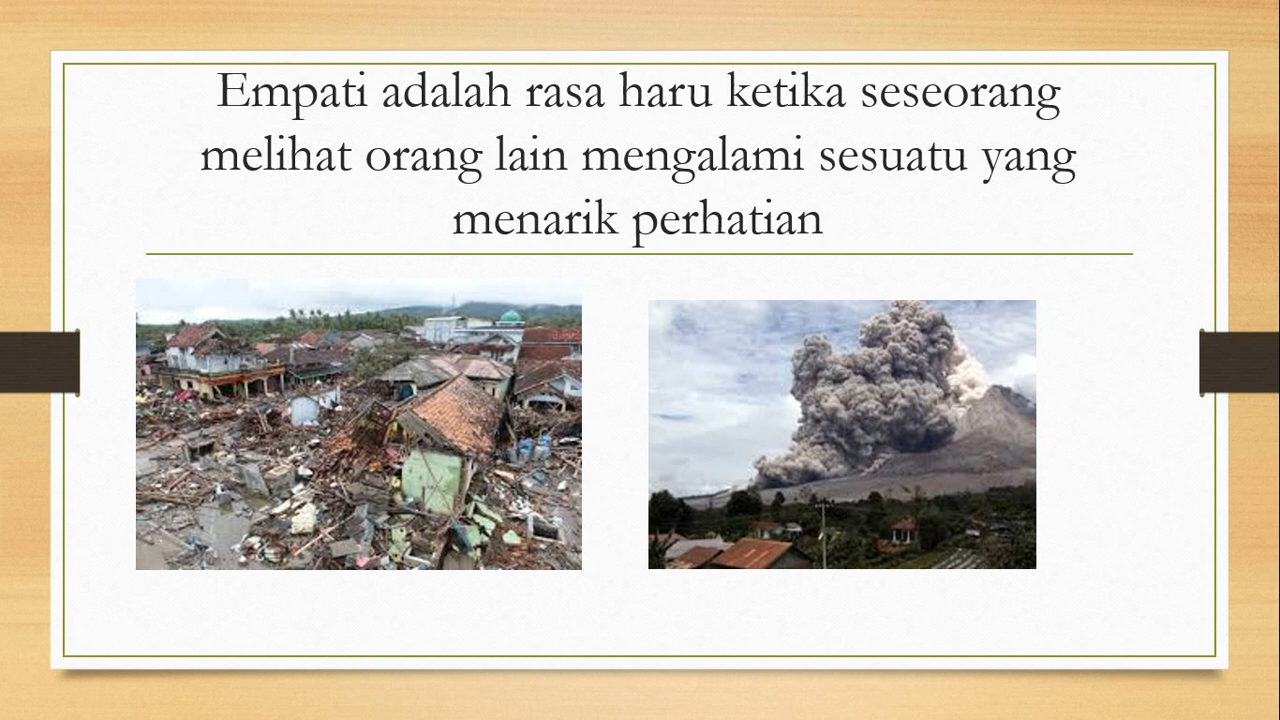 Empati adalah rasa haru ketika seseorang
melihat orang lain mengalami sesuatu yang
menarik perhatian